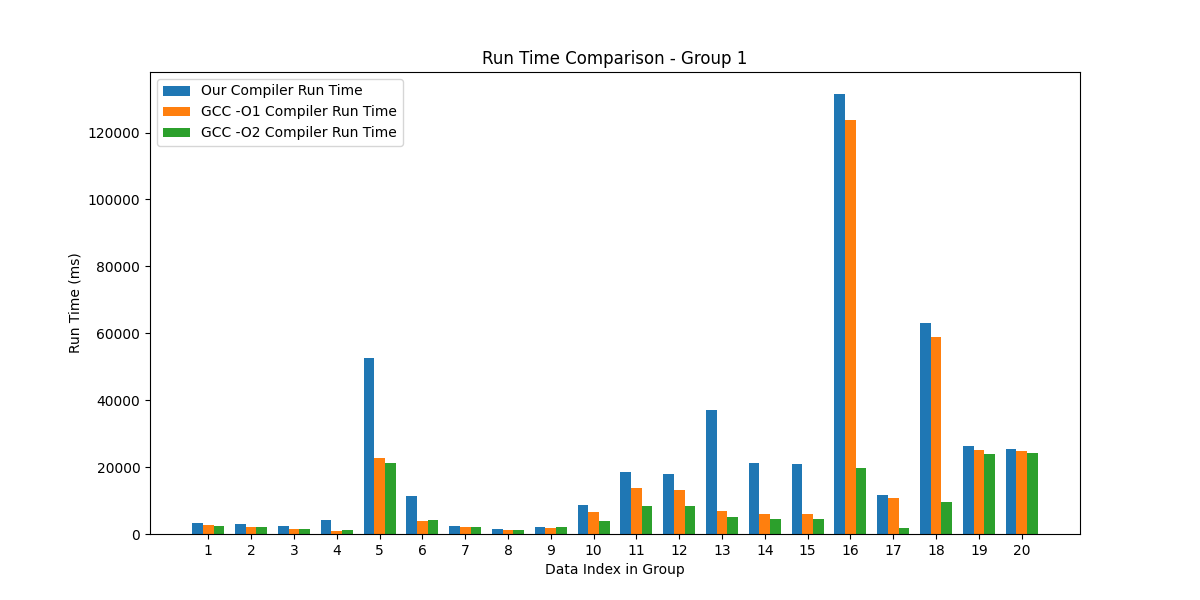 Run Time Comparison - Group 1
Our Compiler Run Time
GCC -O1 Compiler Run Time
GCC -O2 Compiler Run Time
Run Time (ms)
120000
100000
80000
60000
40000
20000
0
1 2 3 4 5 6 7 8 9 10 11 12 13 14 15 16 17 18 19 20
Data Index in Group